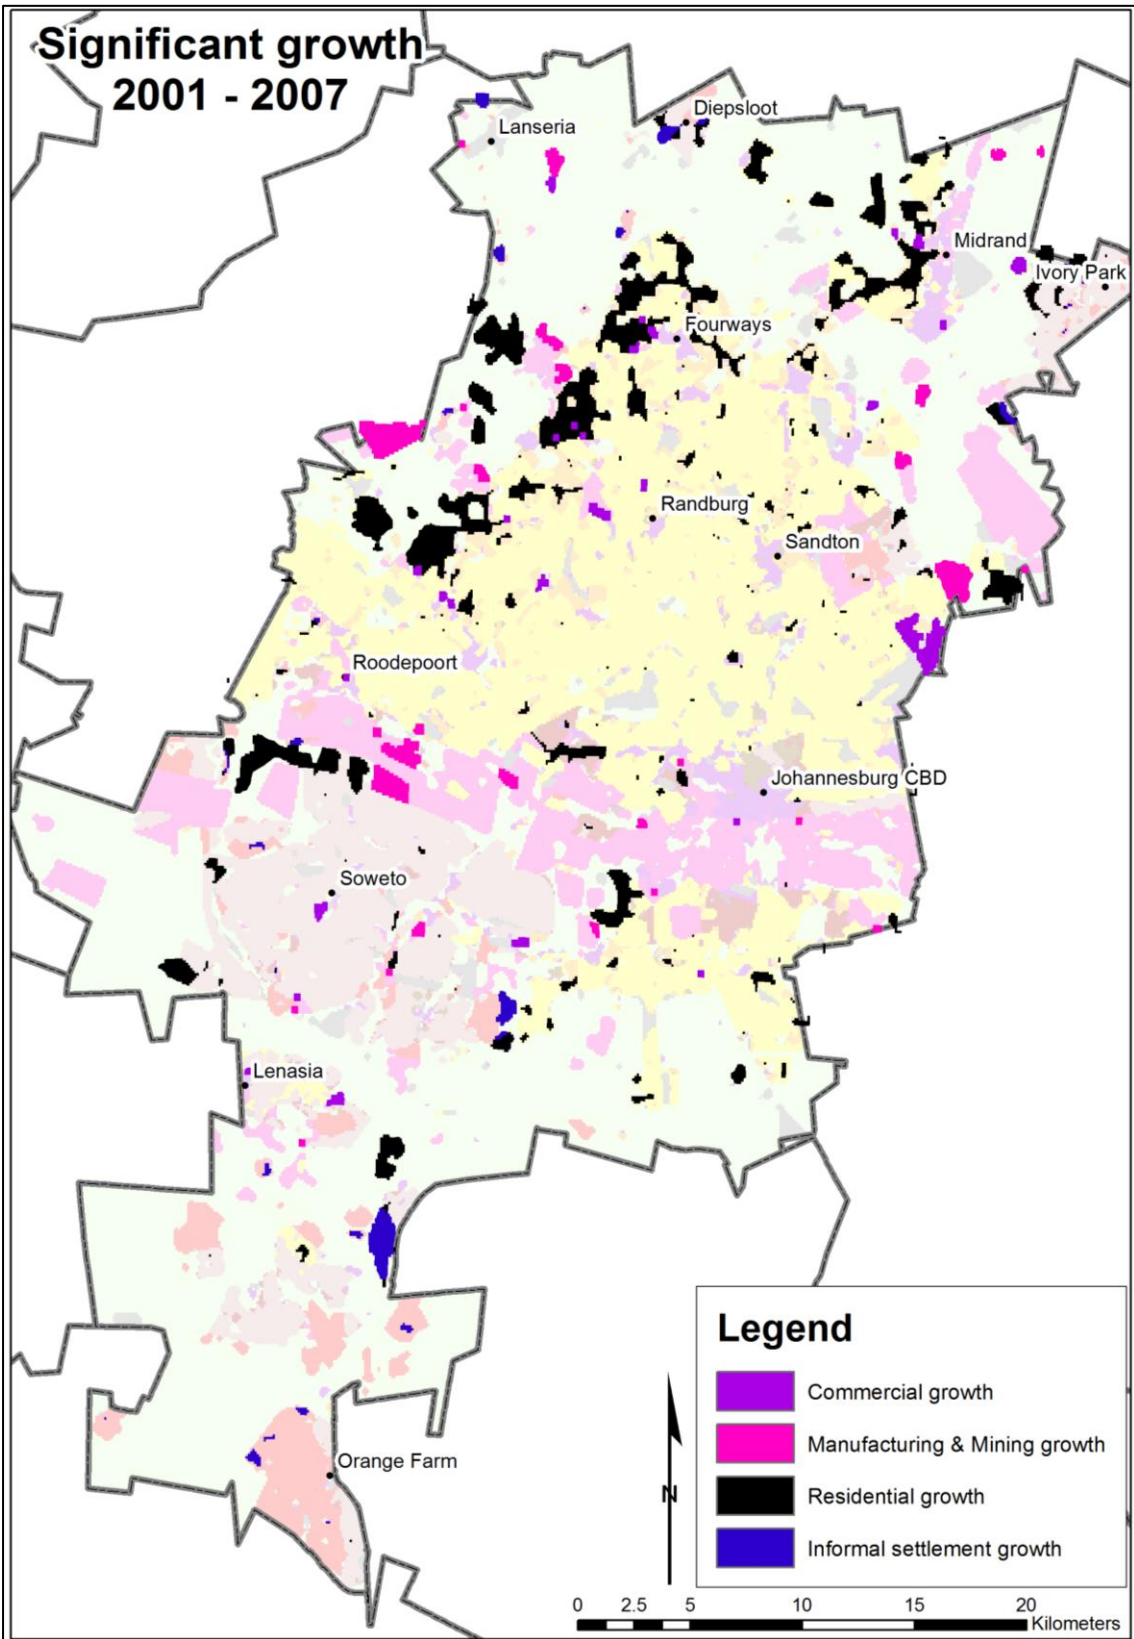 Significant growth
2001 - 2007
Diepsloot
Lanseria
Midrand
Ivory Park
Fourways
Randburg
Sandton
Roodepoort
Johannesburg CBD
Soweto
Lenasia
Orange Farm
Legend
Commercial growth
Manufacturing & Mining growth
Residential growth
Informal settlement growth
N
0 2.5 5 10 15 20
Kilometers